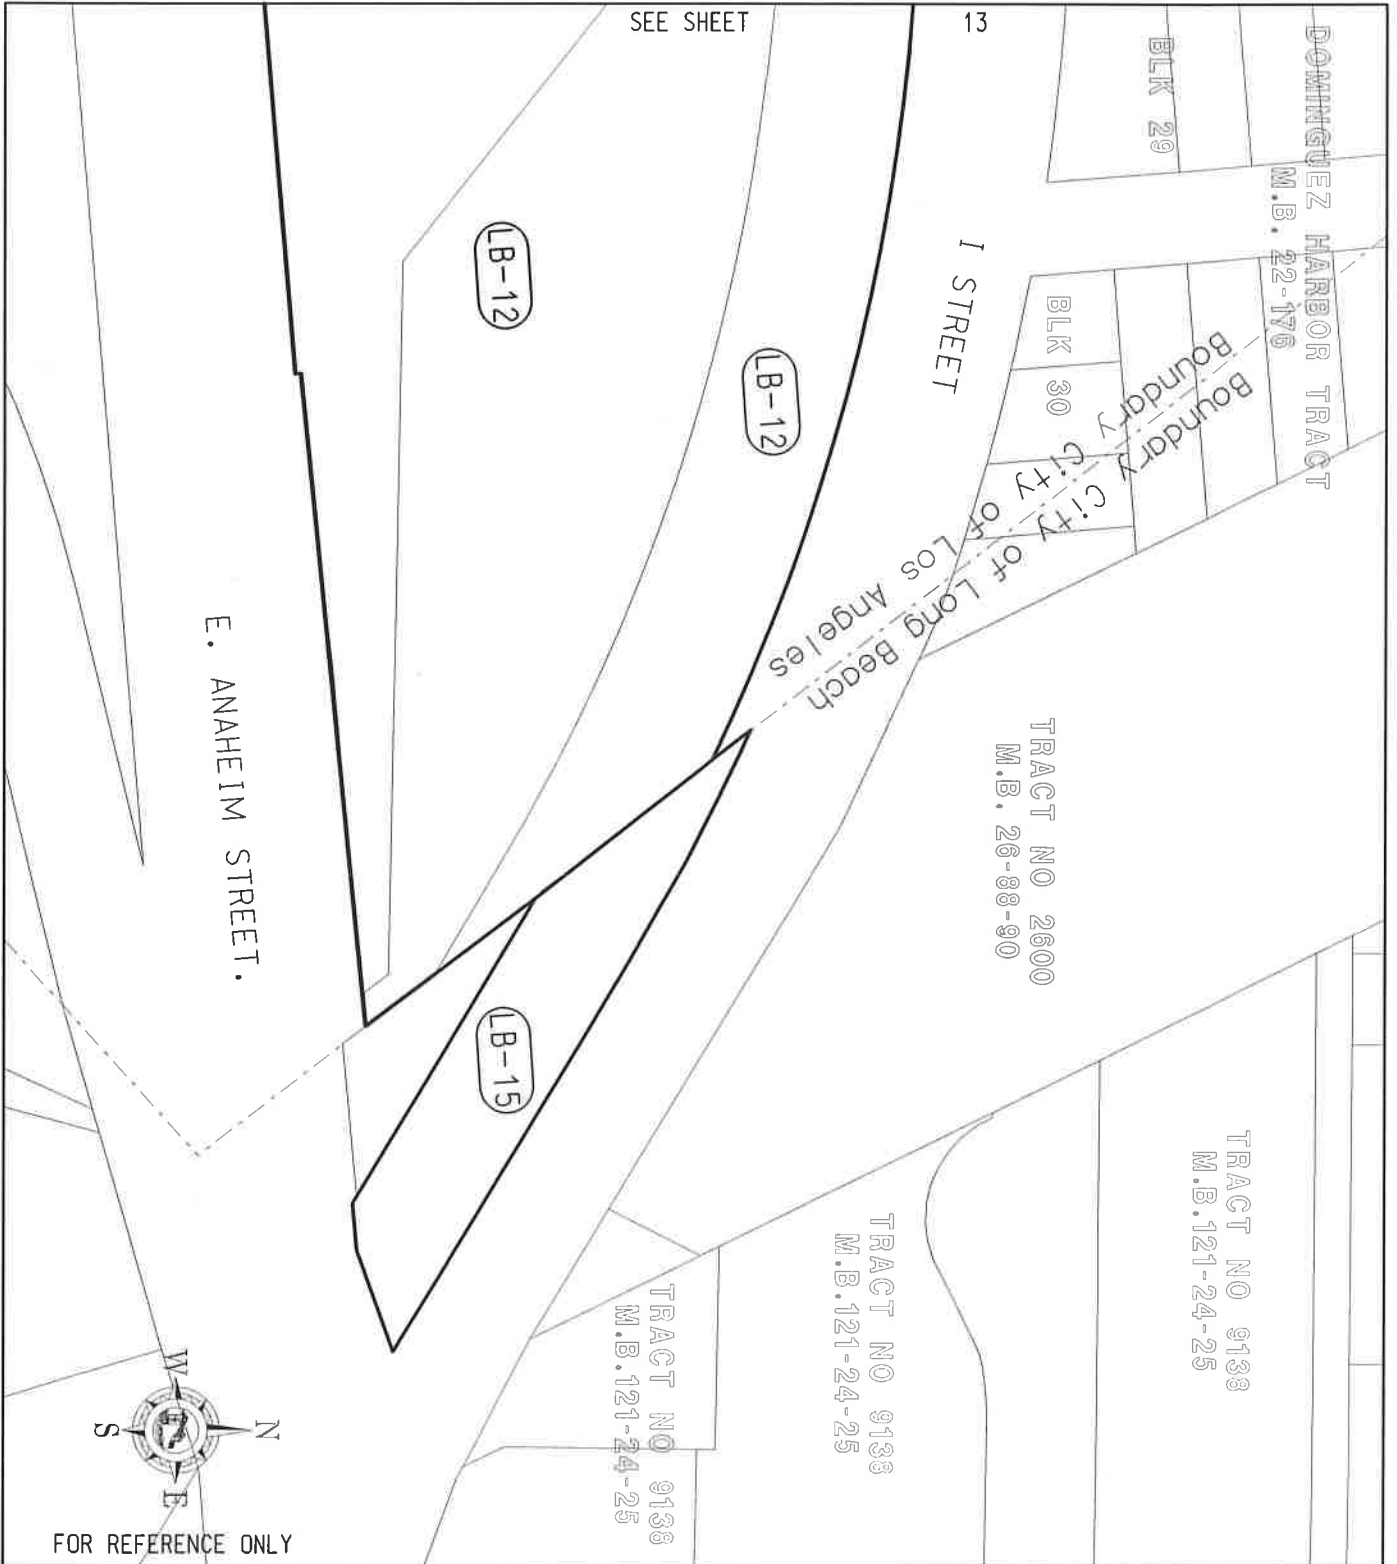 SEE SHEET 13
DOMINGUEZ HARBOR TRACT
M.B. 22-176
BLK 29
BLK 30
I STREET
LB-12
LB-12
Boundary City of Long Beach
Boundary City of Los Angeles
TRACT NO 2600
M.B. 26-88-90
E. ANAHEIM STREET.
LB-15
TRACT NO 9138
M.B.121-24-25
TRACT NO 9138
M.B.121-24-25
TRACT NO 9138
M.B.121-24-25
N
W
E
S
FOR REFERENCE ONLY